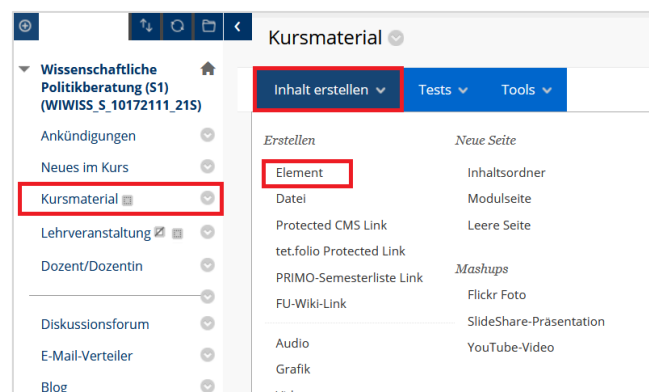 Wissenschaftliche
Politikberatung (S1)
(WIWISS_S_10172111_21S)
Ankündigungen
Neues im Kurs
Kursmaterial
Lehrveranstaltung
Dozent/Dozentin
Diskussionsforum
E-Mail-Verteiler
Blog
Kursmaterial
Inhalt erstellen
Tests
Tools
Erstellen
Element
Datei
Protected CMS Link
tet.folio Protected Link
PRIMO-Semesterliste Link
FU-Wiki-Link
Audio
Grafik
Neue Seite
Inhaltsordner
Modulseite
Leere Seite
Mashups
Flickr Foto
SlideShare-Präsentation
YouTube-Video